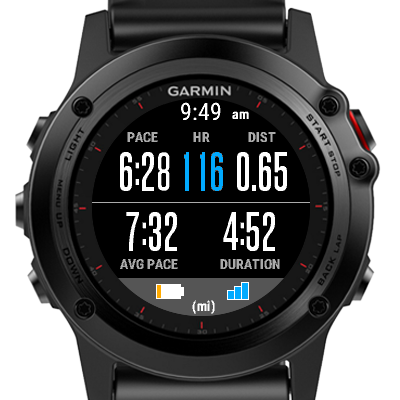 GARMIN
9:49 am
PACE HR DIST
6:28 116 0.65
7:32 4:52
AVG PACE DURATION
(mi)
LIGHT
MENU UP
DOWN
START STOP
BACK LAP